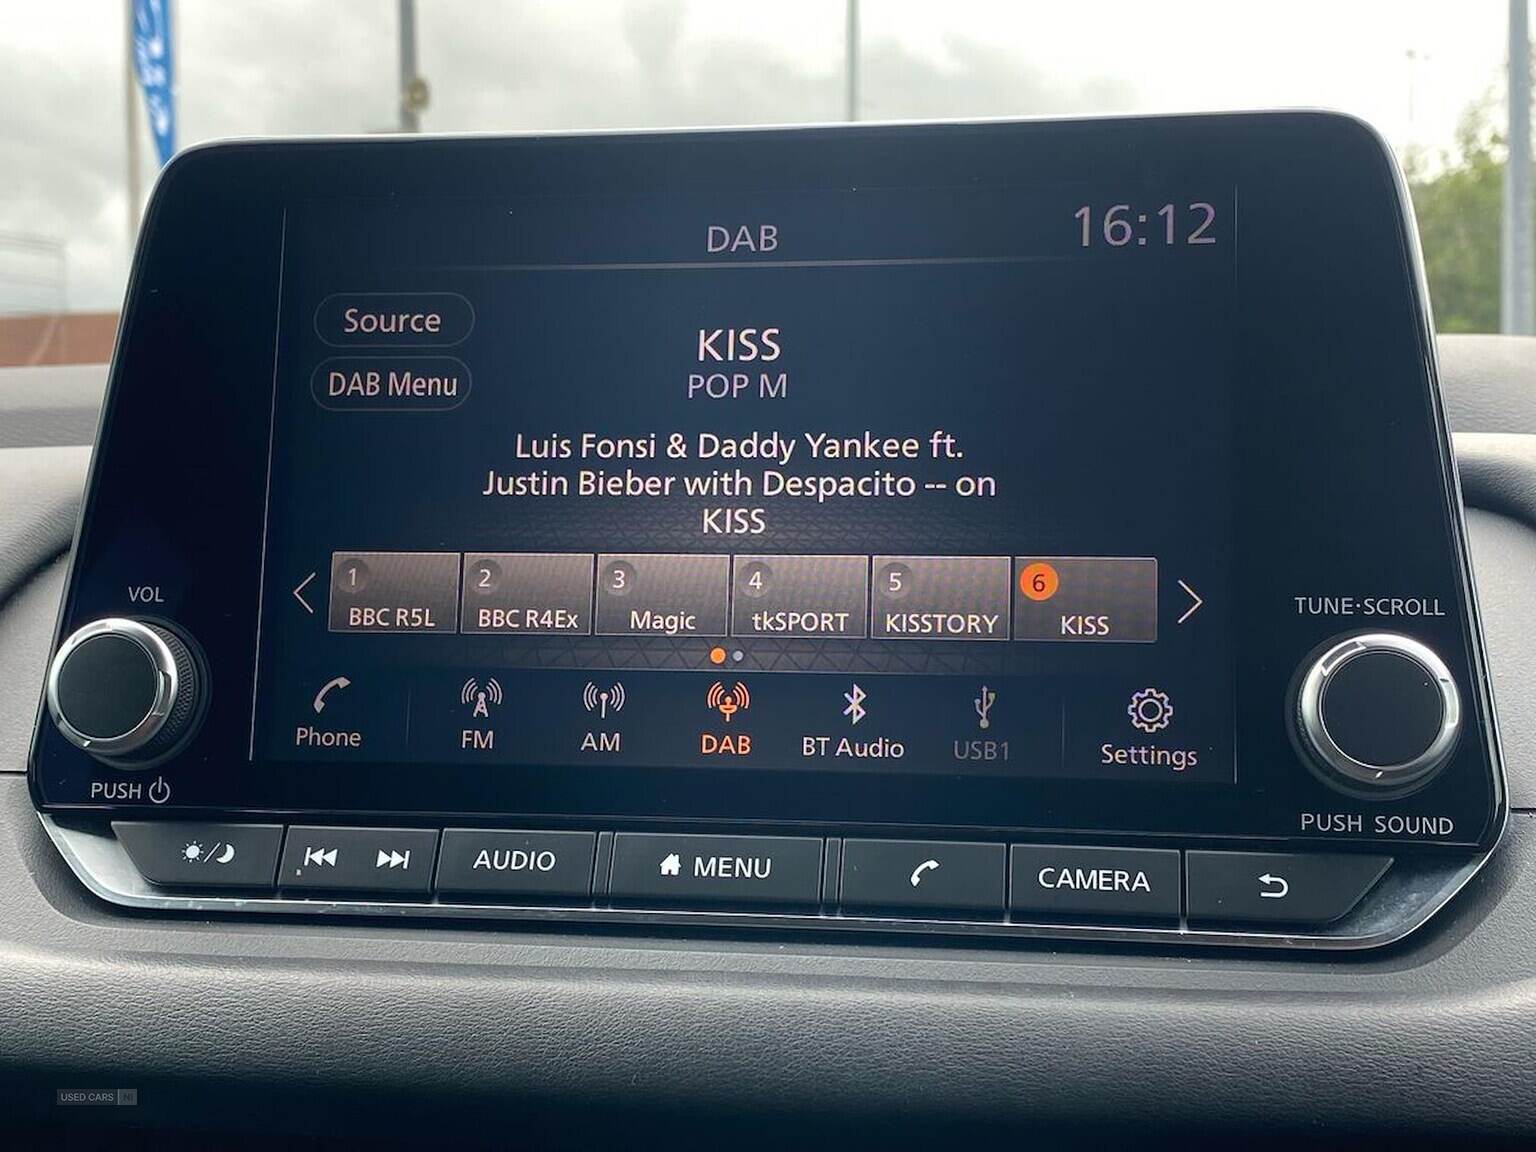 DAB
16:12
Source
DAB Menu
KISS
POP M
Luis Fonsi & Daddy Yankee ft.
Justin Bieber with Despacito -- on
KISS
1 2 3 4 5 6
BBC R5L BBC R4Ex Magic tkSPORT KISSTORY KISS
VOL
TUNE·SCROLL
Phone FM AM DAB BT Audio USB1 Settings
PUSH
PUSH SOUND
AUDIO MENU CAMERA
USED CARS NI